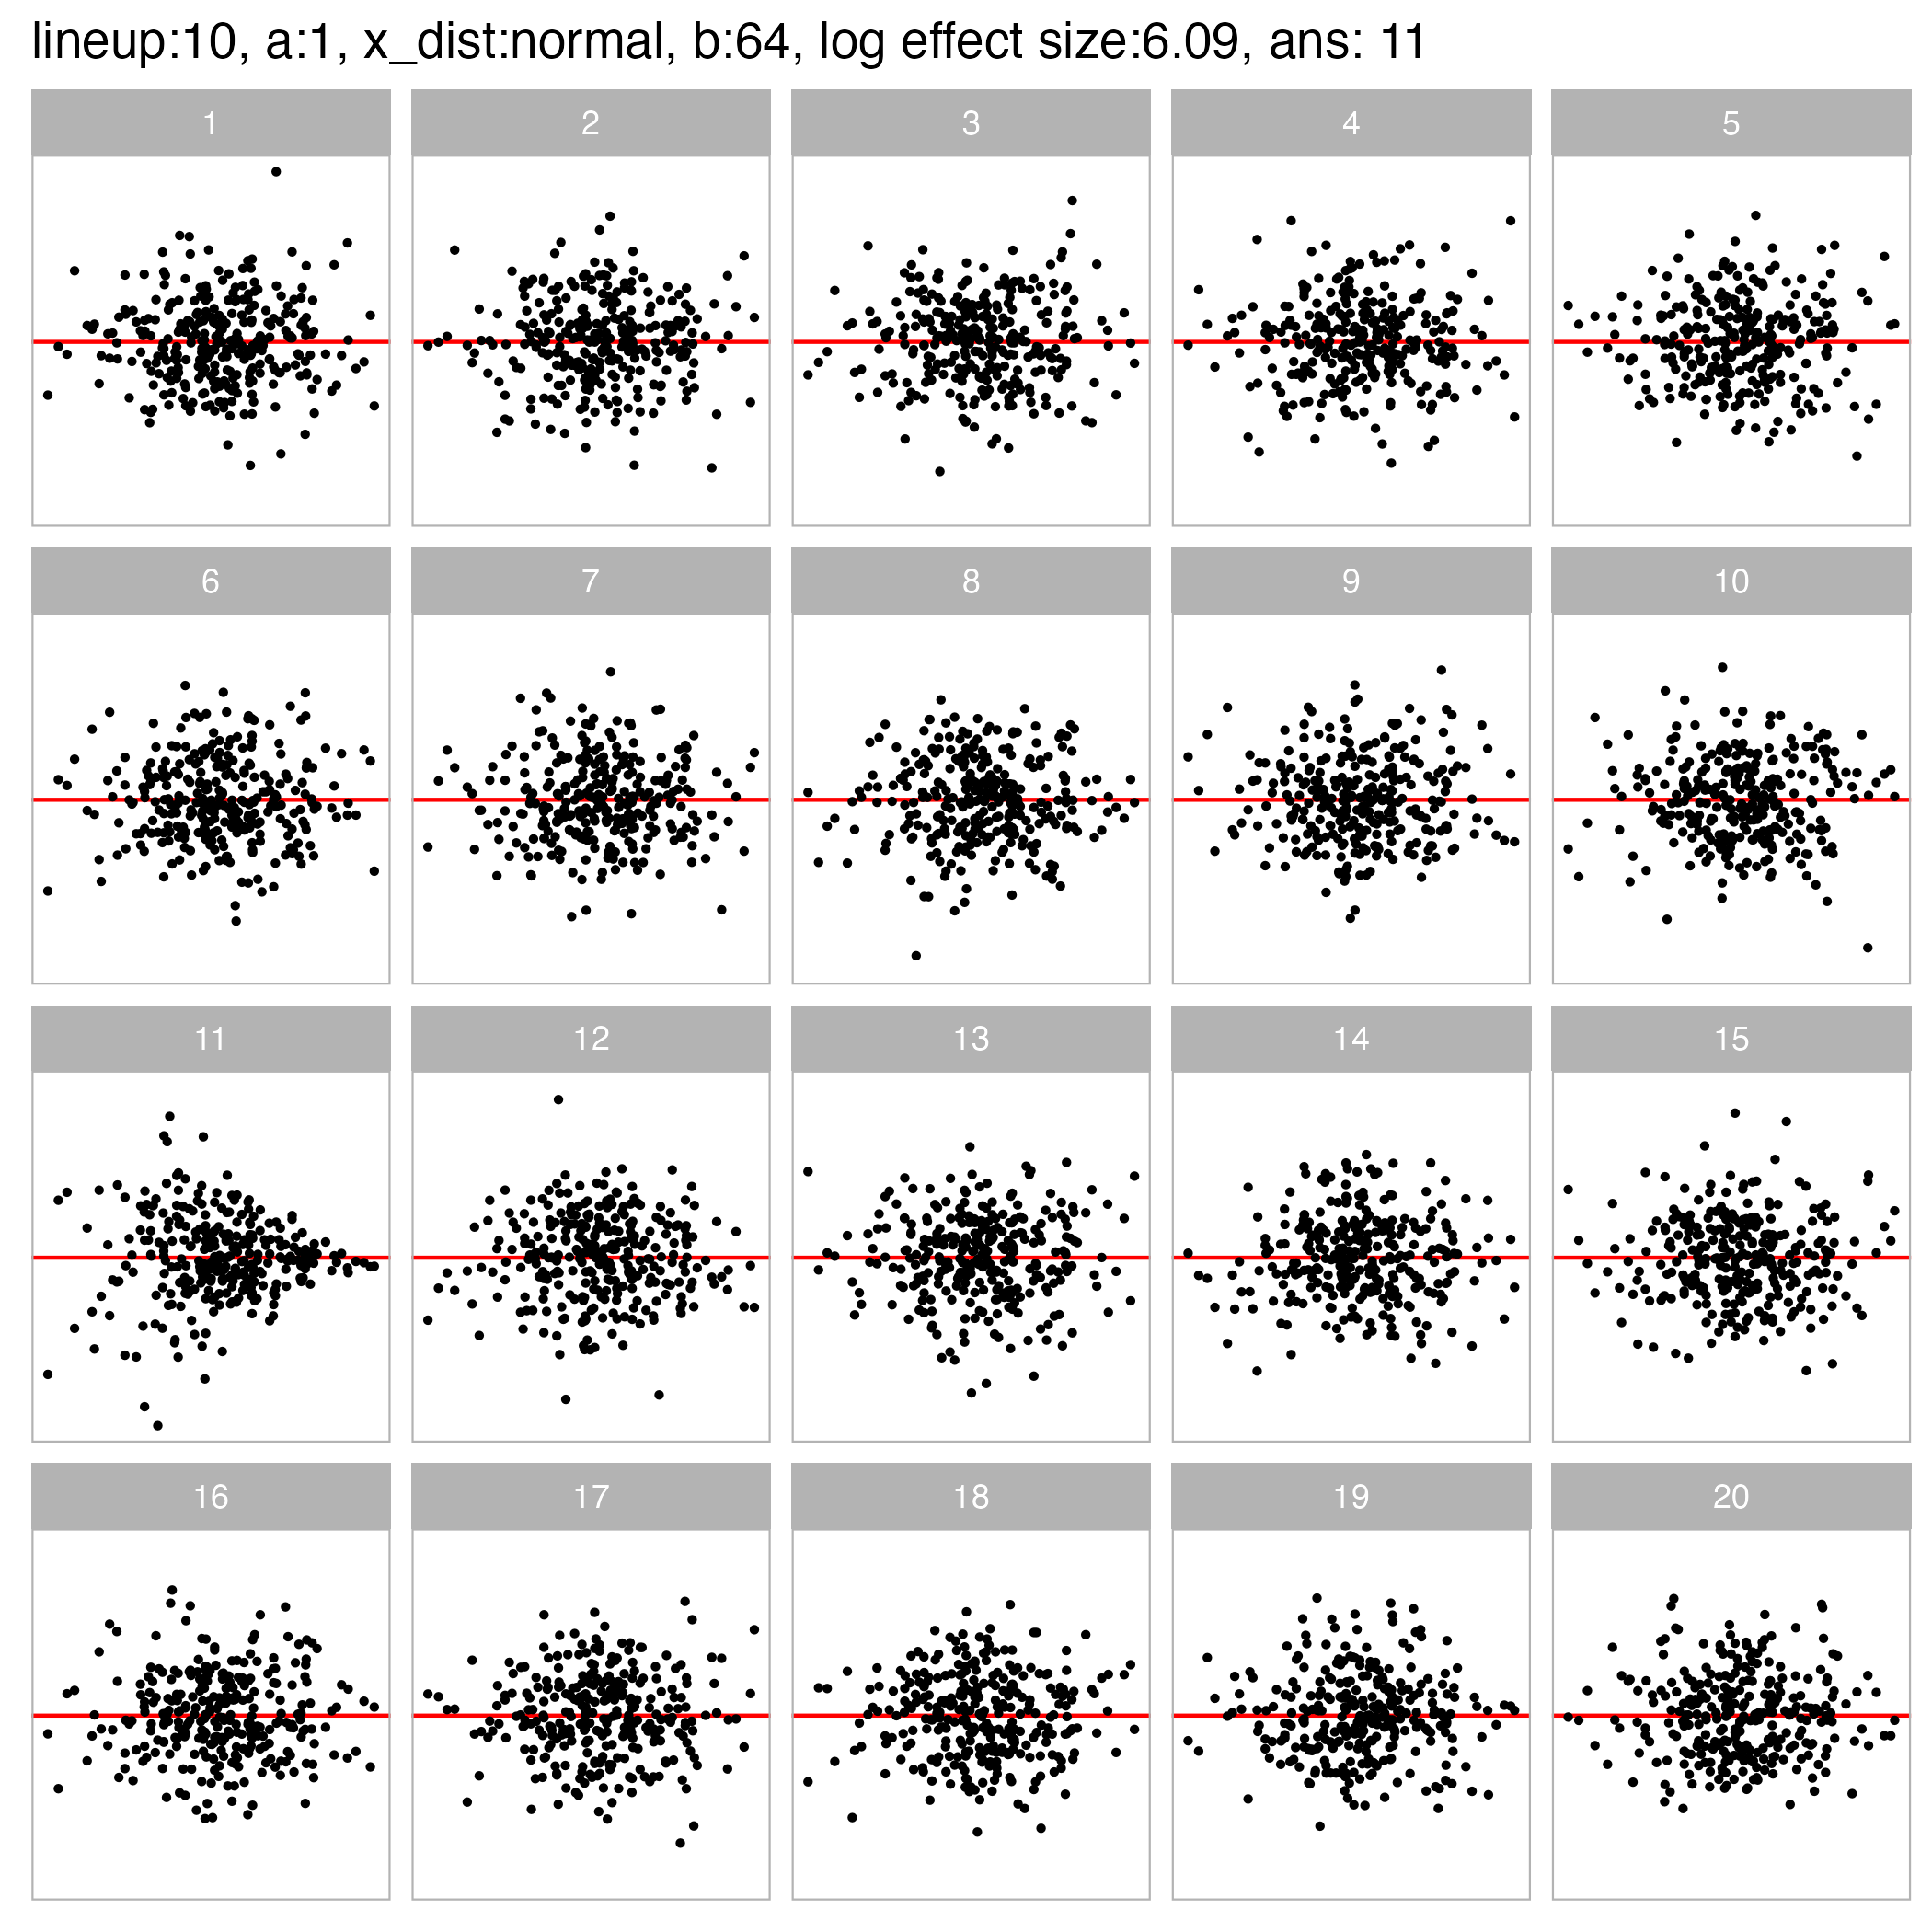 lineup:10, a:1, x_dist:normal, b:64, log effect size:6.09, ans: 11
1 2 3 4 5
6 7 8 9 10
11 12 13 14 15
16 17 18 19 20